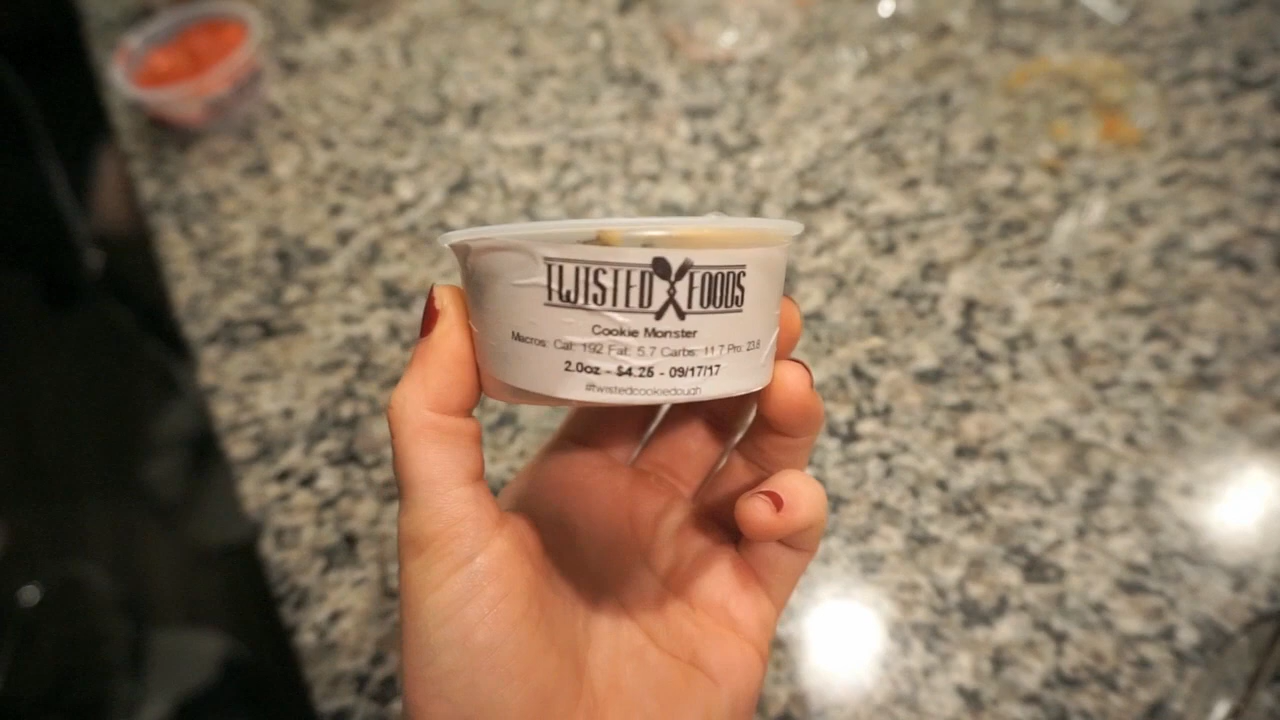 TWISTED FOODS
Cookie Monster
Macros: Cal: 192 Fat: 5.7 Carbs: 11.7 Pro: 23.8
2.0oz - $4.25 - 09/17/17
#twistedcookiedough